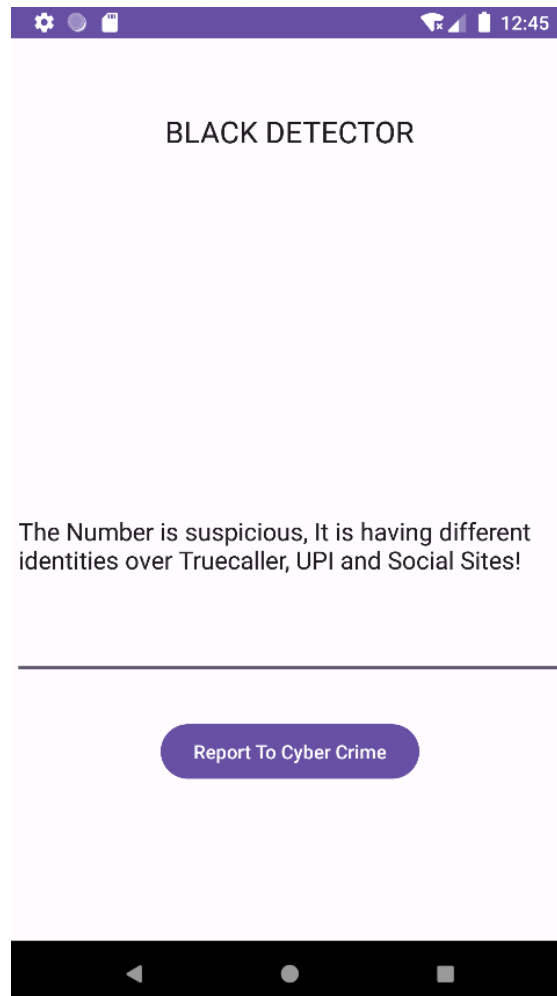 12:45
BLACK DETECTOR
The Number is suspicious, It is having different
identities over Truecaller, UPI and Social Sites!
Report To Cyber Crime